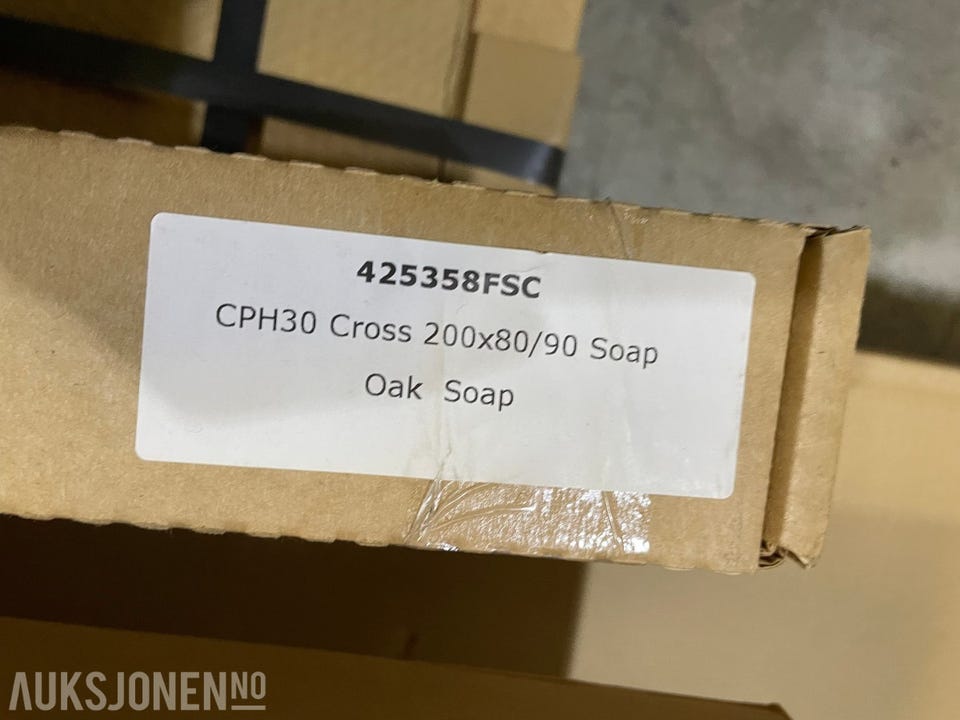 425358FSC
CPH30 Cross 200x80/90 Soap
Oak Soap
AUKSJONEN NO